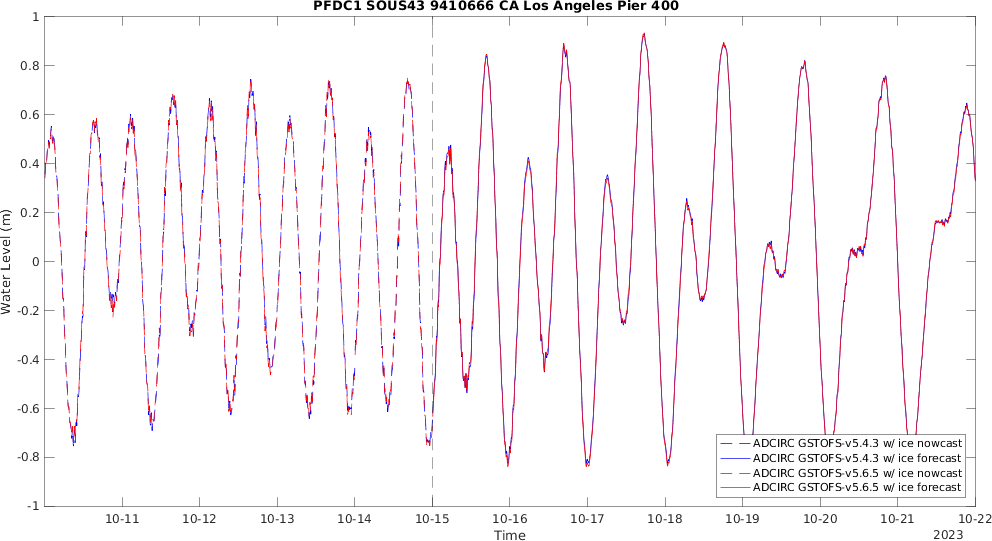 PFDC1 SOUS43 9410666 CA Los Angeles Pier 400
1
0.8
0.6
0.4
0.2
0
-0.2
-0.4
-0.6
-0.8
-1
Water Level (m)
10-11 10-12 10-13 10-14 10-15 10-16 10-17 10-18 10-19 10-20 10-21 10-22
2023
Time
ADCIRC GSTOFS-v5.4.3 w/ ice nowcast
ADCIRC GSTOFS-v5.4.3 w/ ice forecast
ADCIRC GSTOFS-v5.6.5 w/ ice nowcast
ADCIRC GSTOFS-v5.6.5 w/ ice forecast